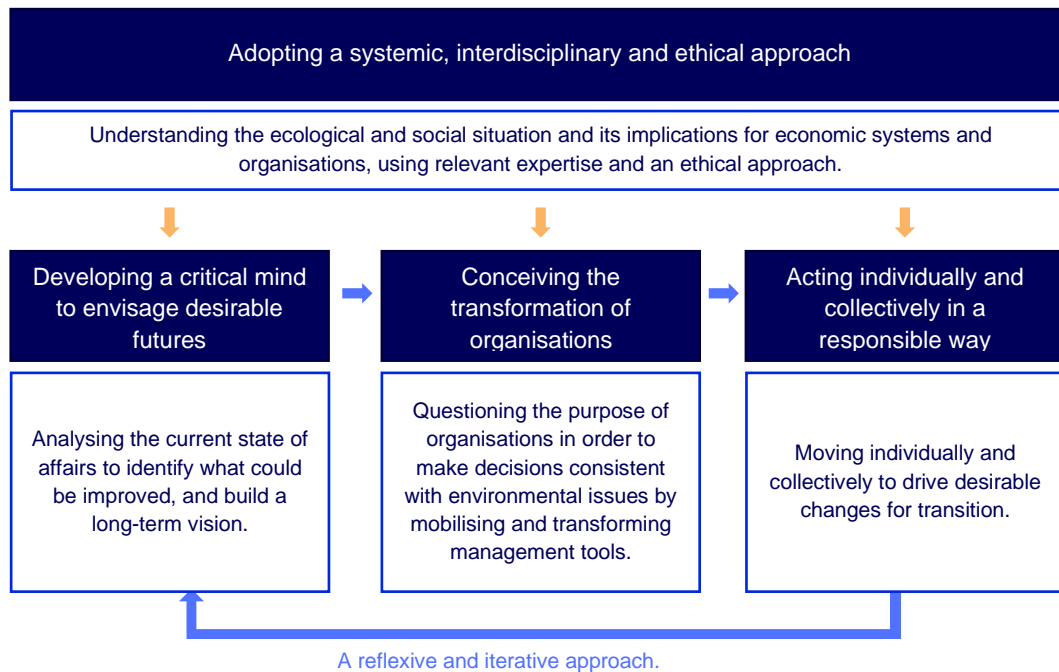 Adopting a systemic, interdisciplinary and ethical approach
Understanding the ecological and social situation and its implications for economic systems and
organisations, using relevant expertise and an ethical approach.
Developing a critical mind
to envisage desirable
futures
Analysing the current state of
affairs to identify what could
be improved, and build a
long-term vision.
Conceiving the
transformation of
organisations
Questioning the purpose of
organisations in order to
make decisions consistent
with environmental issues by
mobilising and transforming
management tools.
Acting individually and
collectively in a
responsible way
Moving individually and
collectively to drive desirable
changes for transition.
A reflexive and iterative approach.